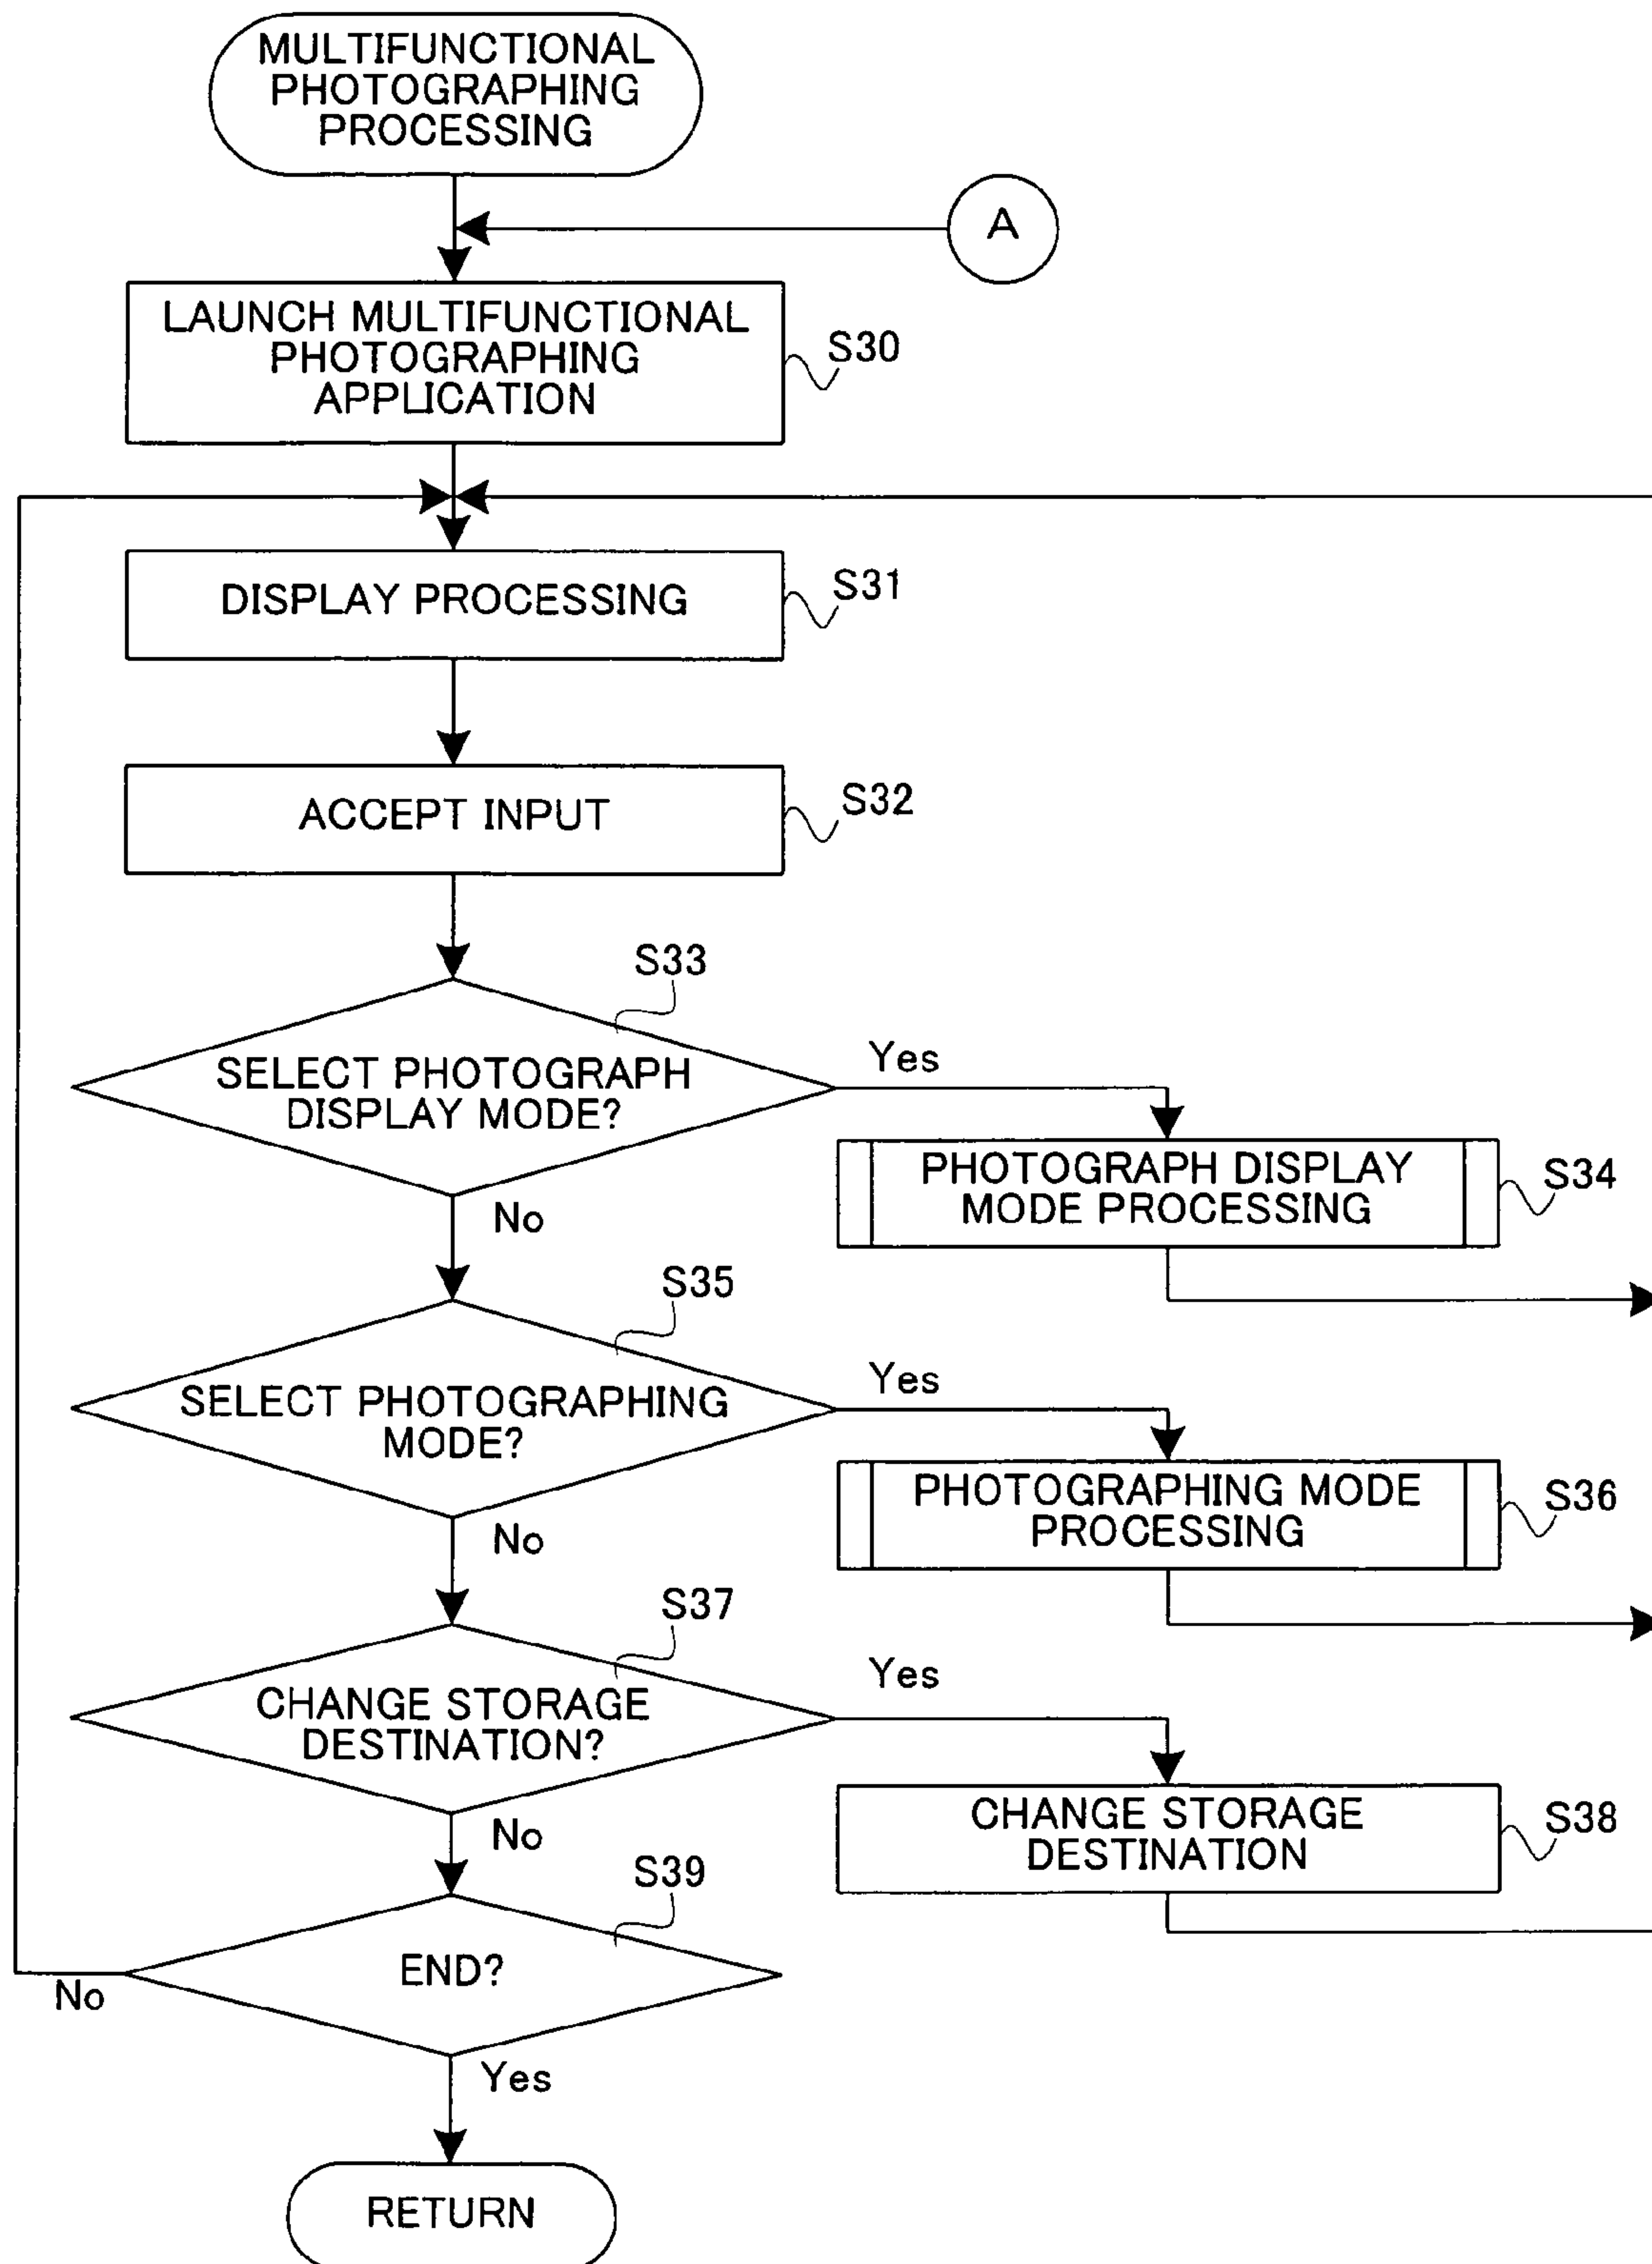 MULTIFUNCTIONAL
PHOTOGRAPHING
PROCESSING
A
LAUNCH MULTIFUNCTIONAL
PHOTOGRAPHING
APPLICATION
S30
DISPLAY PROCESSING
S31
ACCEPT INPUT
S32
S33
SELECT PHOTOGRAPH
DISPLAY MODE?
Yes
No
PHOTOGRAPH DISPLAY
MODE PROCESSING
S34
S35
SELECT PHOTOGRAPHING
MODE?
Yes
No
PHOTOGRAPHING MODE
PROCESSING
S36
S37
CHANGE STORAGE
DESTINATION?
Yes
No
CHANGE STORAGE
DESTINATION
S38
S39
END?
No
Yes
RETURN